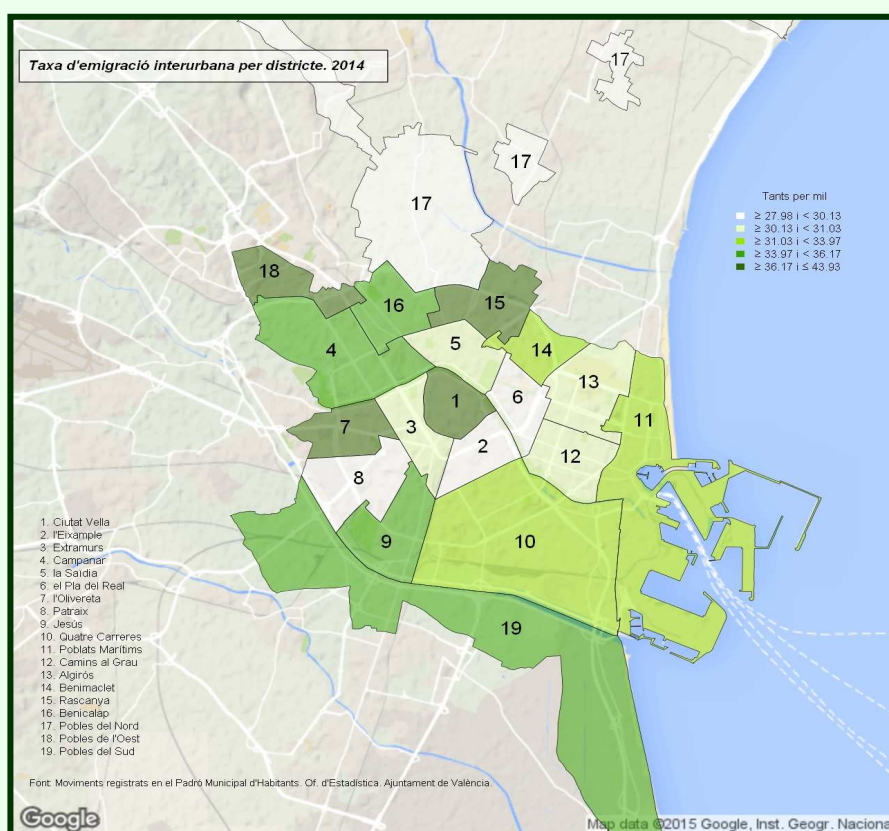 Taxa d'emigració interurbana per districte. 2014
17
17
17
Tants per mil
≥ 27.98 i < 30.13
≥ 30.13 i < 31.03
≥ 31.03 i < 33.97
≥ 33.97 i < 36.17
≥ 36.17 i ≤ 43.93
18
16
15
4
5
14
13
6
1
11
3
7
2
12
8
10
9
19
1. Ciutat Vella
2. l'Eixample
3. Extramurs
4. Campanar
5. la Saïdia
6. el Pla del Real
7. l'Olivereta
8. Patraix
9. Jesús
10. Quatre Carreres
11. Poblats Marítims
12. Camins al Grau
13. Algirós
14. Benimaclet
15. Rascanya
16. Benicalap
17. Pobles del Nord
18. Pobles de l'Oest
19. Pobles del Sud
Font: Moviments registrats en el Padró Municipal d'Habitants. Of. d'Estadística. Ajuntament de València.
Google
Map data ©2015 Google, Inst. Geogr. Naciona